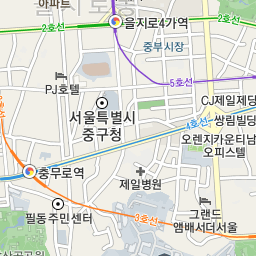 아파트
2호선
을지로4가역
중부시장
5호선
PJ호텔
CJ제일제당
서울특별시
중구청
4호선
쌍림빌딩
오렌지카운티남
오피스텔
충무로역
제일병원
필동주민센터
3호선
그랜드
앰배서더서울